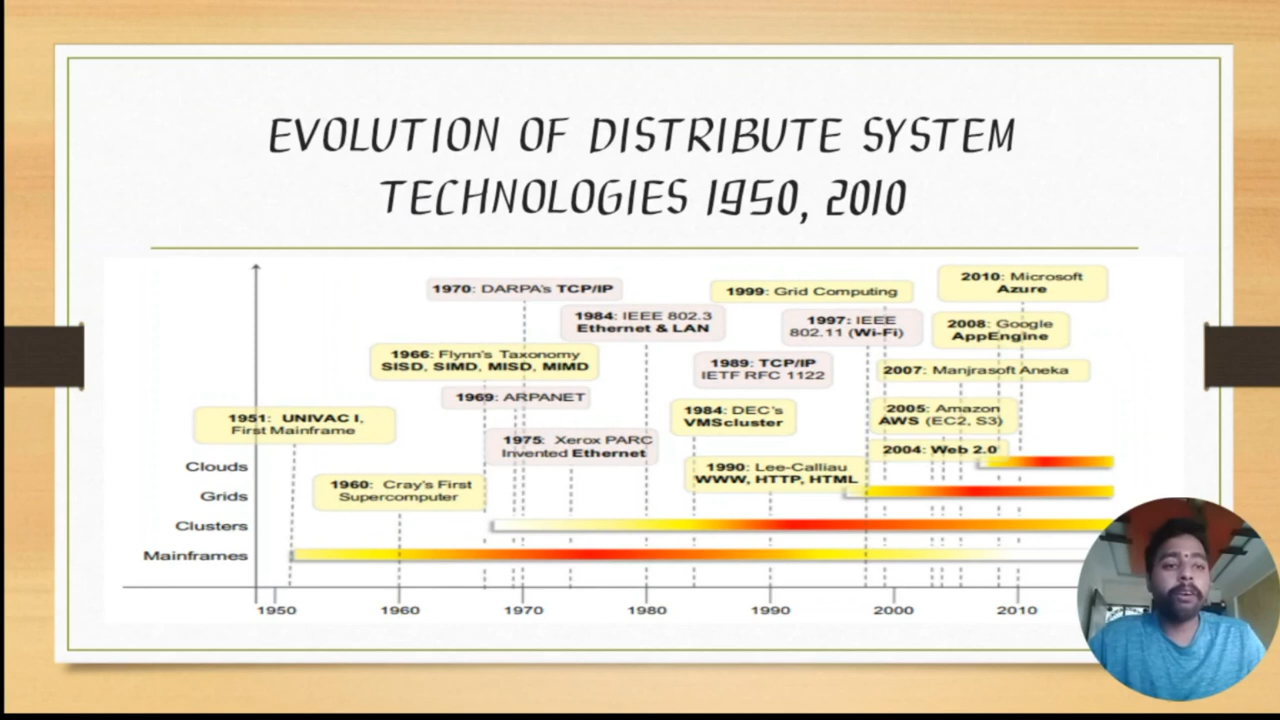 EVOLUTION OF DISTRIBUTE SYSTEM
TECHNOLOGIES 1950, 2010
2010: Microsoft
Azure
1970: DARPA's TCP/IP
1999: Grid Computing
1984: IEEE 802.3
Ethernet & LAN
1997: IEEE
802.11 (Wi-Fi)
2008: Google
AppEngine
1966: Flynn's Taxonomy
SISD, SIMD, MISD, MIMD
1989: TCP/IP
IETF RFC 1122
2007: Manjrasoft Aneka
1969: ARPANET
1951: UNIVAC I,
First Mainframe
1984: DEC's
VMScluster
2005: Amazon
AWS (EC2, S3)
1975: Xerox PARC
Invented Ethernet
2004: Web 2.0
1990: Lee-Calliau
WWW, HTTP, HTML
1960: Cray's First
Supercomputer
Clouds
Grids
Clusters
Mainframes
1950 1960 1970 1980 1990 2000 2010